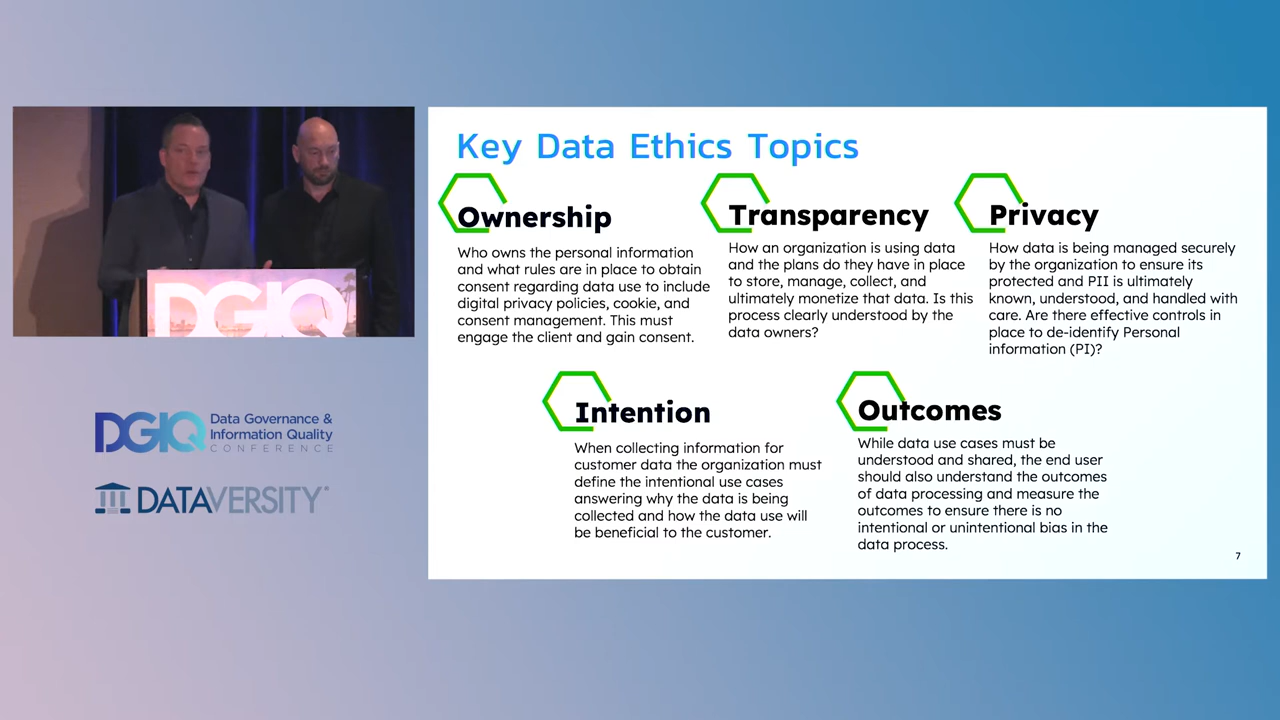 Key Data Ethics Topics
Ownership
Who owns the personal information
and what rules are in place to obtain
consent regarding data use to include
digital privacy policies, cookie, and
consent management. This must
engage the client and gain consent.
Transparency
How an organization is using data
and the plans do they have in place
to store, manage, collect, and
ultimately monetize that data. Is this
process clearly understood by the
data owners?
Privacy
How data is being managed securely
by the organization to ensure its
protected and PII is ultimately
known, understood, and handled with
care. Are there effective controls in
place to de-identify Personal
information (PI)?
Intention
When collecting information for
customer data the organization must
define the intentional use cases
answering why the data is being
collected and how the data use will
be beneficial to the customer.
Outcomes
While data use cases must be
understood and shared, the end user
should also understand the outcomes
of data processing and measure the
outcomes to ensure there is no
intentional or unintentional bias in the
data process.
7
DGIQ
DGIQ Data Governance &
Information Quality
CONFERENCE
DATAVERSITY